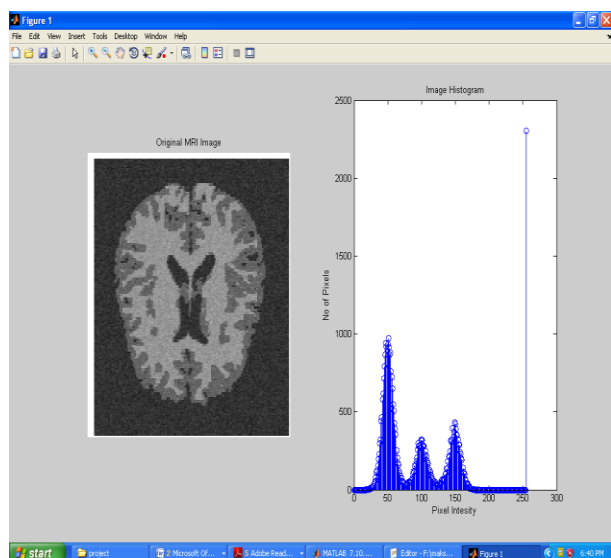 Figure 1
File Edit View Insert Tools Desktop Window Help
Original MRI Image
Image Histogram
2500
2000
1500
1000
500
0
No of Pixels
0 50 100 150 200 250 300
Pixel Intesity
start project 2 Microsoft Of... 5 Adobe Read... MATLAB 7.10.... Editor - F:\maks... Figure 1 6:40 PM